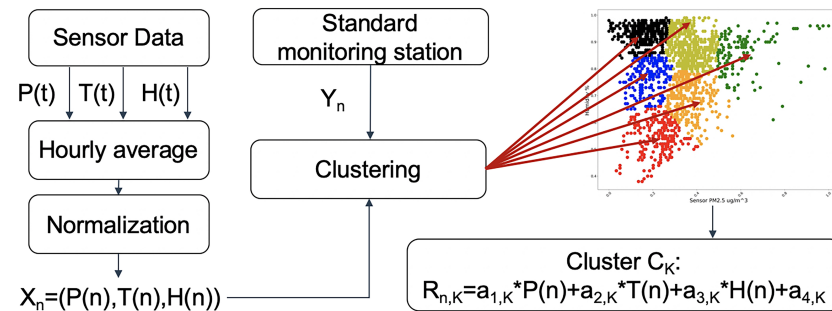 Sensor Data
P(t) T(t) H(t)
Hourly average
Normalization
Xn=(P(n),T(n),H(n))
Standard
monitoring station
Yn
Clustering
Sensor PM2.5 ug/m^3
Cluster CK:
Rn,K=a1,K*P(n)+a2,K*T(n)+a3,K*H(n)+a4,K